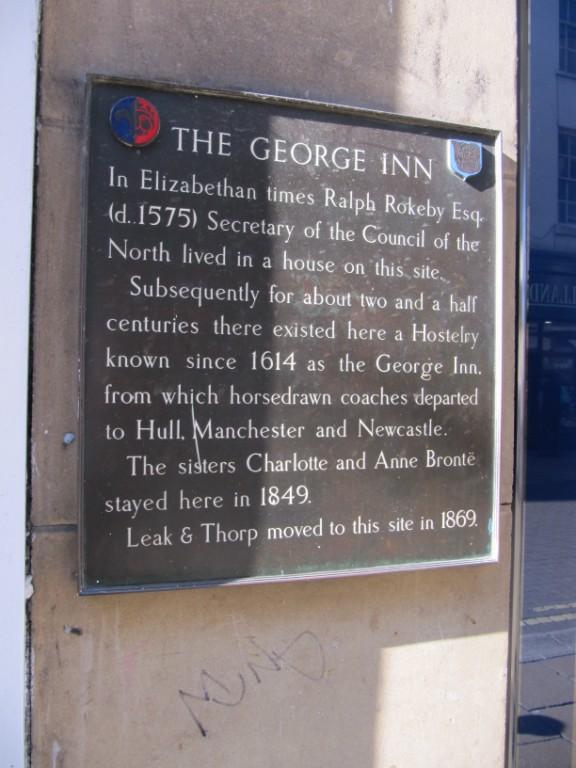 THE GEORGE INN
In Elizabethan times Ralph Rokeby Esq.
(d..1575) Secretary of the Council of the
North lived in a house on this site.
Subsequently for about two and a half
centuries there existed here a Hostelry
known since 1614 as the George Inn.
from which horsedrawn coaches departed
to Hull, Manchester and Newcastle.
The sisters Charlotte and Anne Brontë
stayed here in 1849.
Leak & Thorp moved to this site in 1869.